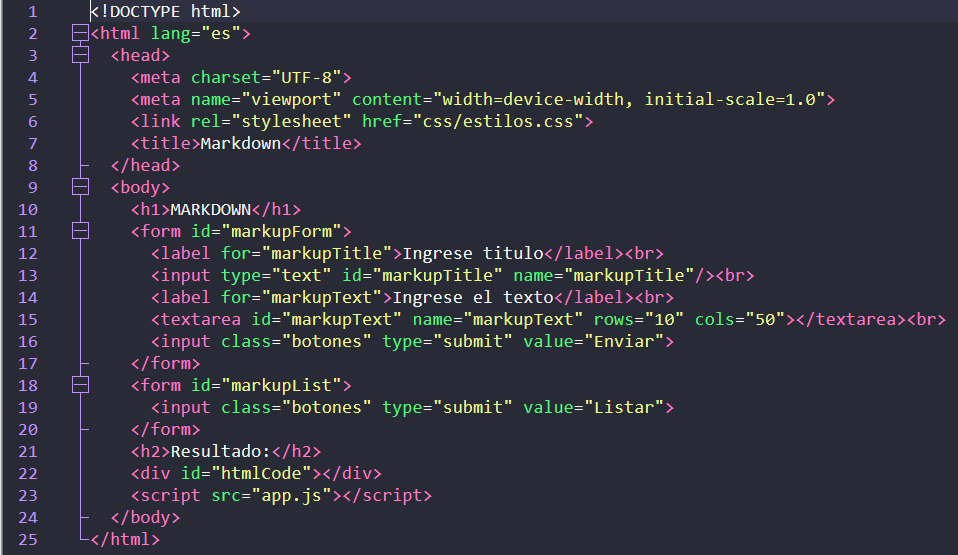 1 <!DOCTYPE html>
2 <html lang="es">
3 <head>
4 <meta charset="UTF-8">
5 <meta name="viewport" content="width=device-width, initial-scale=1.0">
6 <link rel="stylesheet" href="css/estilos.css">
7 <title>Markdown</title>
8 </head>
9 <body>
10 <h1>MARKDOWN</h1>
11 <form id="markupForm">
12 <label for="markupTitle">Ingrese titulo</label><br>
13 <input type="text" id="markupTitle" name="markupTitle"/><br>
14 <label for="markupText">Ingrese el texto</label><br>
15 <textarea id="markupText" name="markupText" rows="10" cols="50"></textarea><br>
16 <input class="botones" type="submit" value="Enviar">
17 </form>
18 <form id="markupList">
19 <input class="botones" type="submit" value="Listar">
20 </form>
21 <h2>Resultado:</h2>
22 <div id="htmlCode"></div>
23 <script src="app.js"></script>
24 </body>
25 </html>